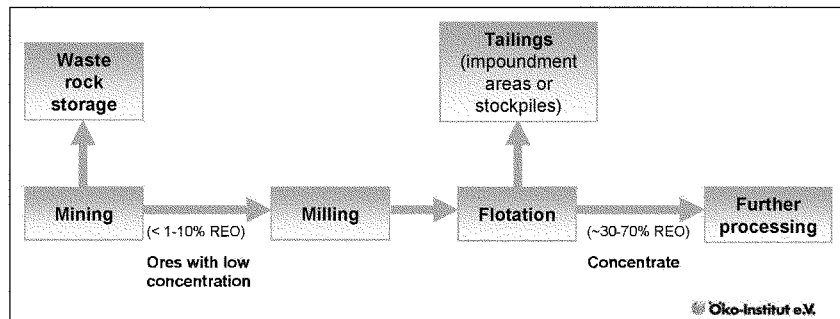 Waste
rock
storage
Tailings
(impoundment
areas or
stockpiles)
Mining
(< 1-10% REO)
Ores with low
concentration
Milling
Flotation
(~30-70% REO)
Concentrate
Further
processing
Öko-Institut e.V.